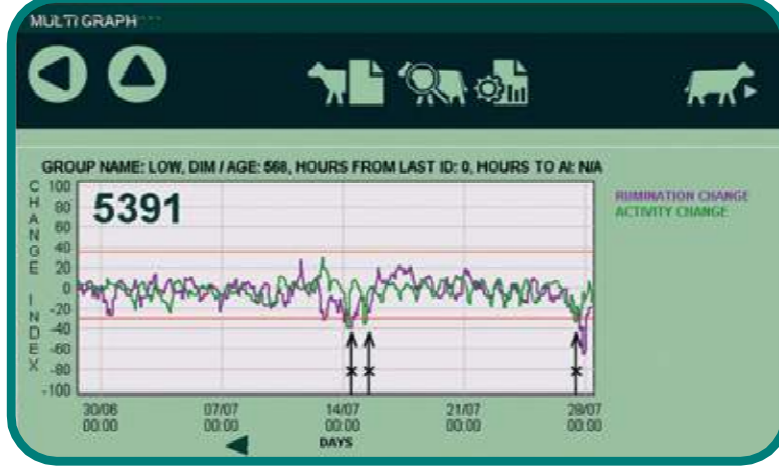 MULTI GRAPH
GROUP NAME: LOW, DIM / AGE: 568, HOURS FROM LAST ID: 0, HOURS TO AI: N/A
5391
RUMINATION CHANGE
ACTIVITY CHANGE
CHANGE INDEX
100
80
60
40
20
0
-20
-40
-60
-80
-100
30/06 07/07 14/07 21/07 28/07
00:00 00:00 00:00 00:00 00:00
DAYS